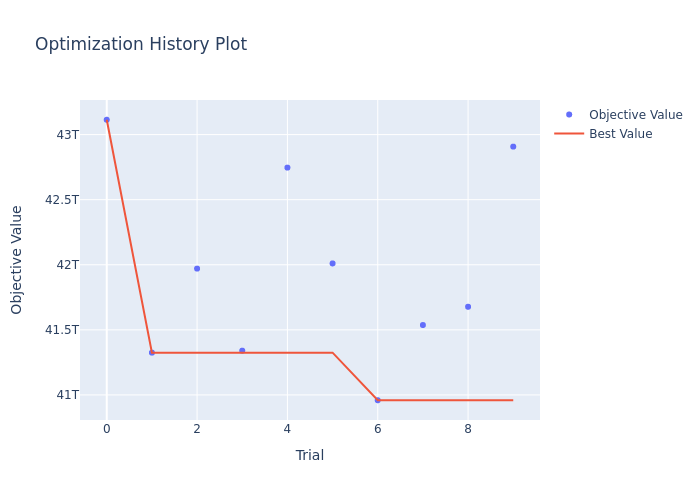 Optimization History Plot
Objective Value
Best Value
43T
42.5T
42T
41.5T
41T
Objective Value
0 2 4 6 8
Trial